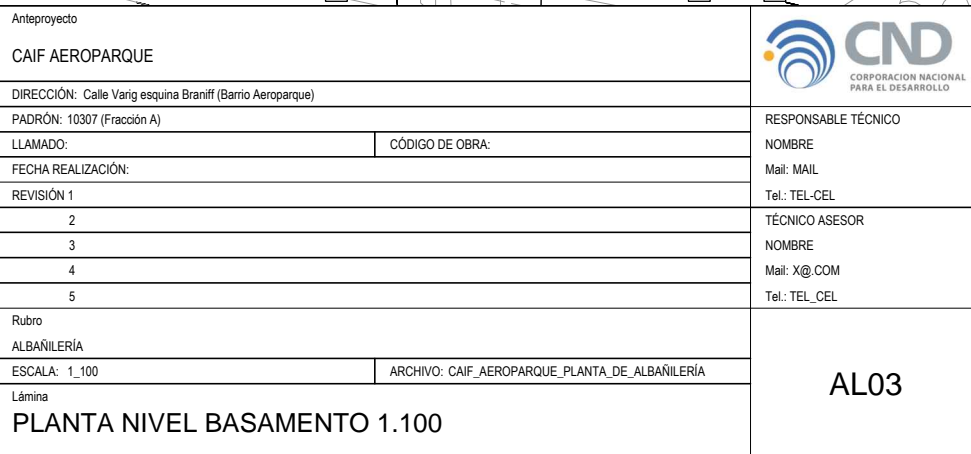 Anteproyecto
CAIF AEROPARQUE
DIRECCIÓN: Calle Varig esquina Braniff (Barrio Aeroparque)
PADRÓN: 10307 (Fracción A)
LLAMADO:
CÓDIGO DE OBRA:
FECHA REALIZACIÓN:
REVISIÓN 1
2
3
4
5
Rubro
ALBAÑILERÍA
ESCALA: 1_100
ARCHIVO: CAIF_AEROPARQUE_PLANTA_DE_ALBAÑILERÍA
Lámina
PLANTA NIVEL BASAMENTO 1.100
CND
CORPORACION NACIONAL
PARA EL DESARROLLO
RESPONSABLE TÉCNICO
NOMBRE
Mail: MAIL
Tel.: TEL-CEL
TÉCNICO ASESOR
NOMBRE
Mail: X@.COM
Tel.: TEL_CEL
AL03